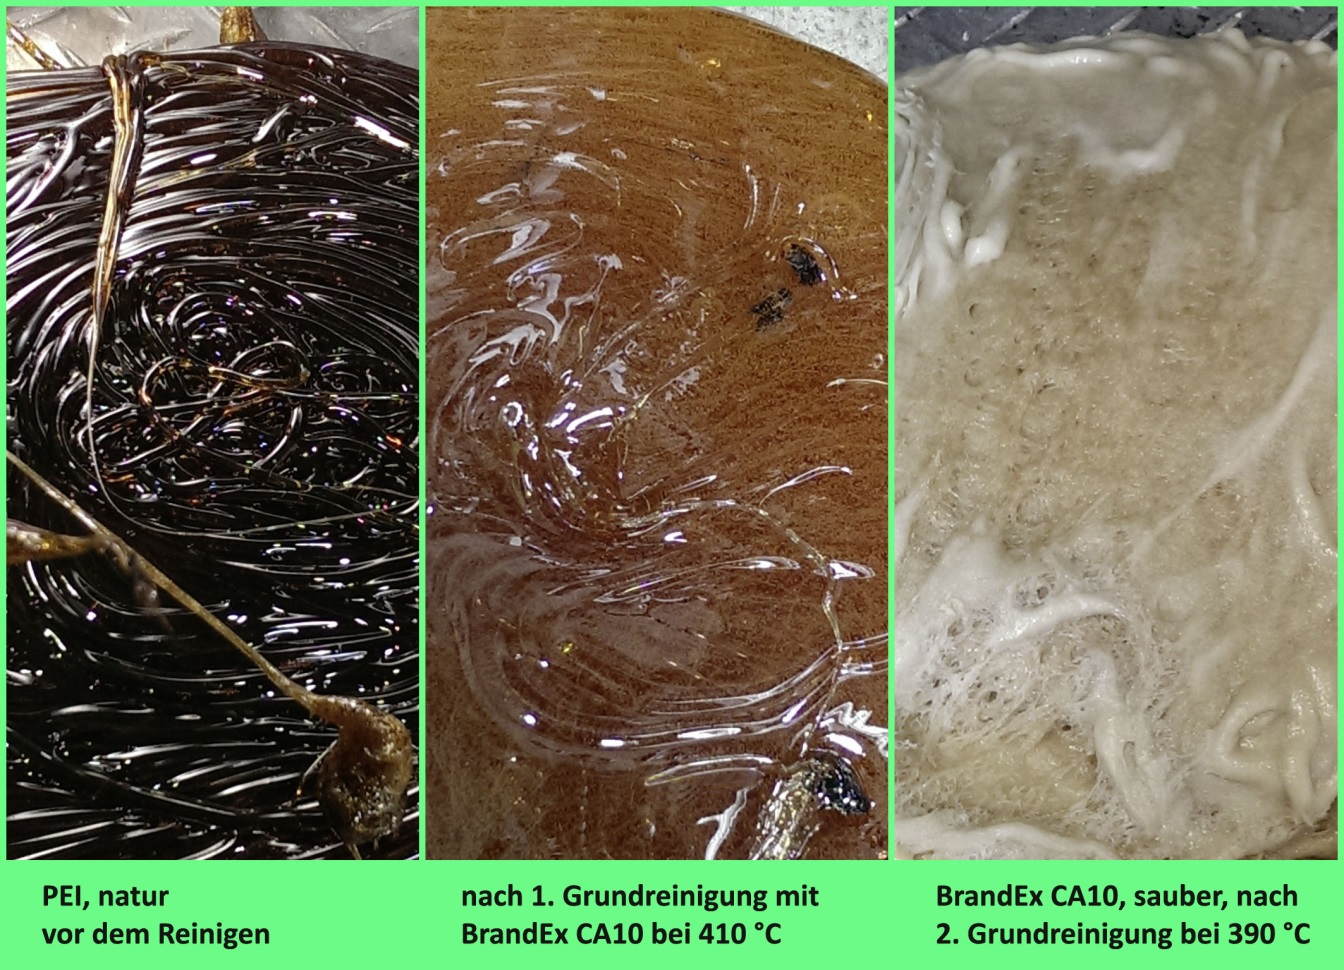 PEI, natur
vor dem Reinigen
nach 1. Grundreinigung mit
BrandEx CA10 bei 410 °C
BrandEx CA10, sauber, nach
2. Grundreinigung bei 390 °C